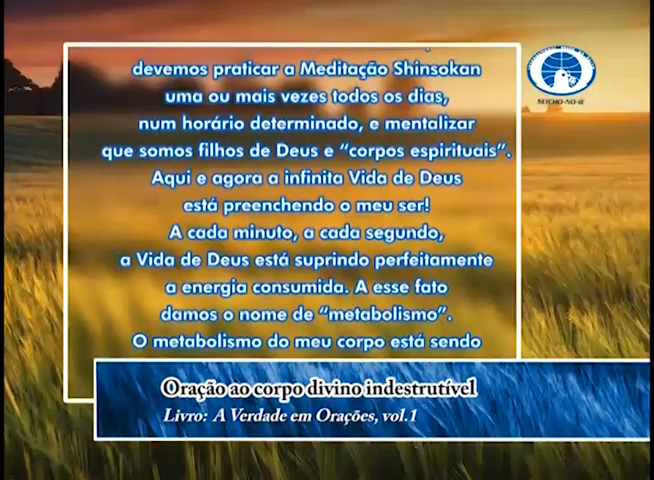 devemos praticar a Meditação Shinsokan
uma ou mais vezes todos os dias,
num horário determinado, e mentalizar
que somos filhos de Deus e “corpos espirituais”.
Aqui e agora a infinita Vida de Deus
está preenchendo o meu ser!
A cada minuto, a cada segundo,
a Vida de Deus está suprindo perfeitamente
a energia consumida. A esse fato
damos o nome de “metabolismo”.
O metabolismo do meu corpo está sendo
Oração ao corpo divino indestrutível
Livro: A Verdade em Orações, vol.1
SEICHO-NO-IE